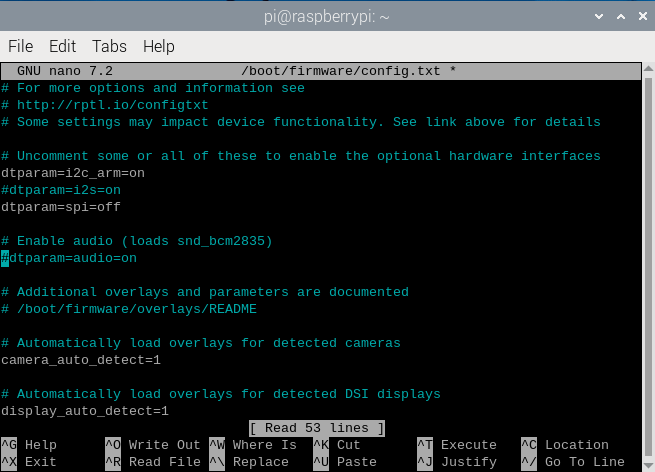 pi@raspberrypi: ~
File Edit Tabs Help
GNU nano 7.2 /boot/firmware/config.txt *
# For more options and information see
# http://rptl.io/configtxt
# Some settings may impact device functionality. See link above for details
# Uncomment some or all of these to enable the optional hardware interfaces
dtparam=i2c_arm=on
#dtparam=i2s=on
dtparam=spi=off
# Enable audio (loads snd_bcm2835)
#dtparam=audio=on
# Additional overlays and parameters are documented
# /boot/firmware/overlays/README
# Automatically load overlays for detected cameras
camera_auto_detect=1
# Automatically load overlays for detected DSI displays
display_auto_detect=1
[ Read 53 lines ]
^G Help ^O Write Out ^W Where Is ^K Cut ^T Execute ^C Location
^X Exit ^R Read File ^\ Replace ^U Paste ^J Justify ^/ Go To Line